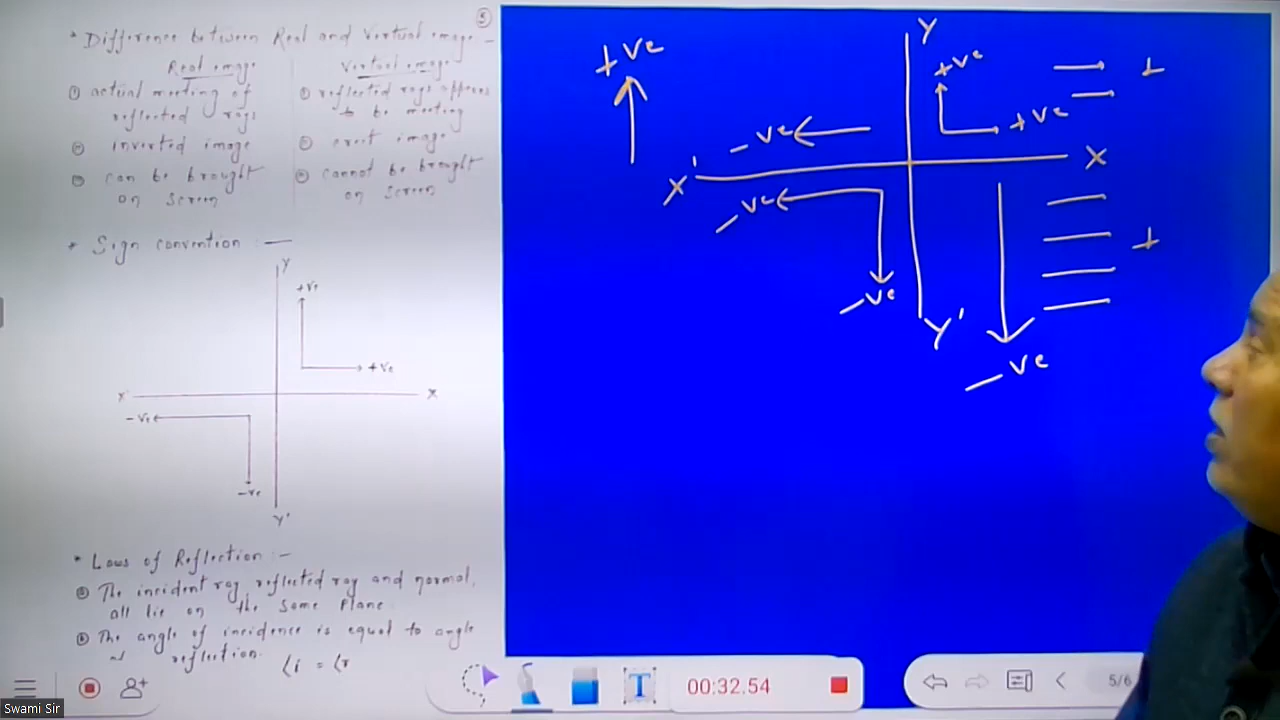 5
* Difference between Real and Virtual image -
Real image
Virtual image
① actual meeting of reflected rays
① reflected rays appears to be meeting
② inverted image
② erect image
③ can be brought on screen
③ cannot be brought on screen
* Sign convention : —
Y
+ve
+ve
X'
X
-ve
-ve
Y'
* Laws of Reflection :-
① The incident ray, reflected ray and normal,
all lie on the same plane.
② The angle of incidence is equal to angle
of reflection.
∠i = ∠r
Y
+ve
+ve
+ve
+
-ve
X'
X
-ve
+
-ve
Y'
-ve
T
00:32.54
5/6
Swami Sir